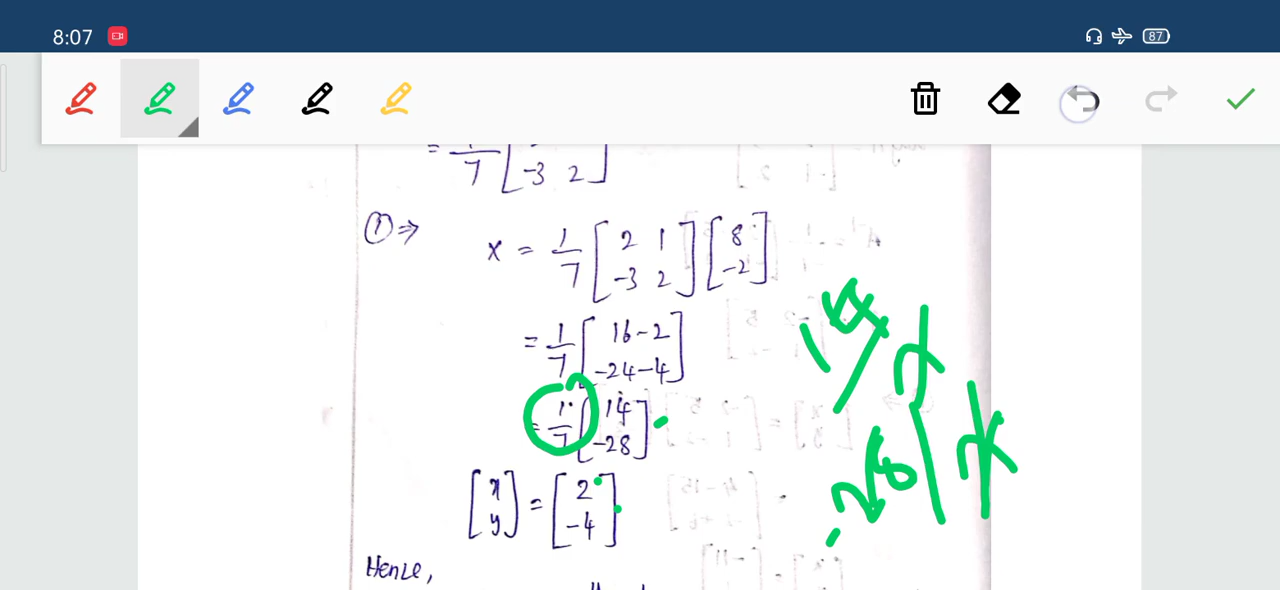 8:07 87
= 1/7 [ -3 2 ]
① ⇒ x = 1/7 [ 2 1 -3 2 ] [ 8 -2 ]
= 1/7 [ 16-2 -24-4 ]
= 1/7 [ 14 -28 ]
14/7
[ x y ] = [ 2 -4 ]
-28/7
Hence,